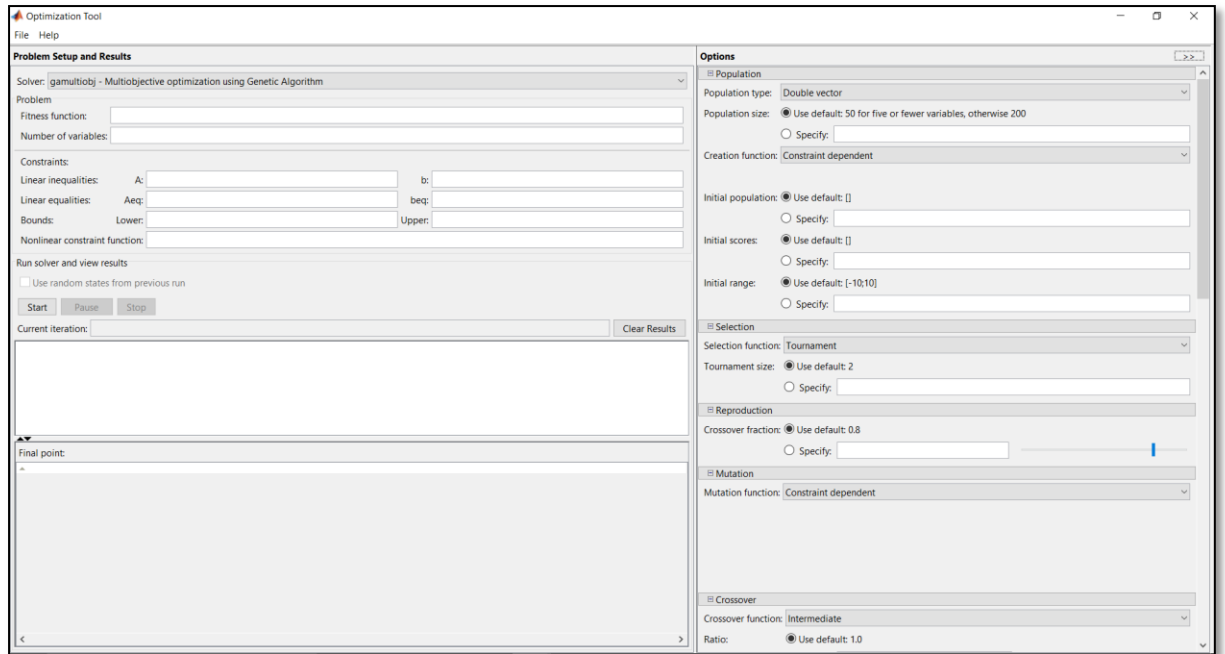 Optimization Tool
File Help
Problem Setup and Results
Solver: gamultiobj - Multiobjective optimization using Genetic Algorithm
Problem
Fitness function:
Number of variables:
Constraints:
Linear inequalities: A: b:
Linear equalities: Aeq: beq:
Bounds: Lower: Upper:
Nonlinear constraint function:
Run solver and view results
Use random states from previous run
Start Pause Stop
Current iteration: Clear Results
Final point:
Options >>
Population
Population type: Double vector
Population size: Use default: 50 for five or fewer variables, otherwise 200
Specify:
Creation function: Constraint dependent
Initial population: Use default: []
Specify:
Initial scores: Use default: []
Specify:
Initial range: Use default: [-10;10]
Specify:
Selection
Selection function: Tournament
Tournament size: Use default: 2
Specify:
Reproduction
Crossover fraction: Use default: 0.8
Specify:
Mutation
Mutation function: Constraint dependent
Crossover
Crossover function: Intermediate
Ratio: Use default: 1.0